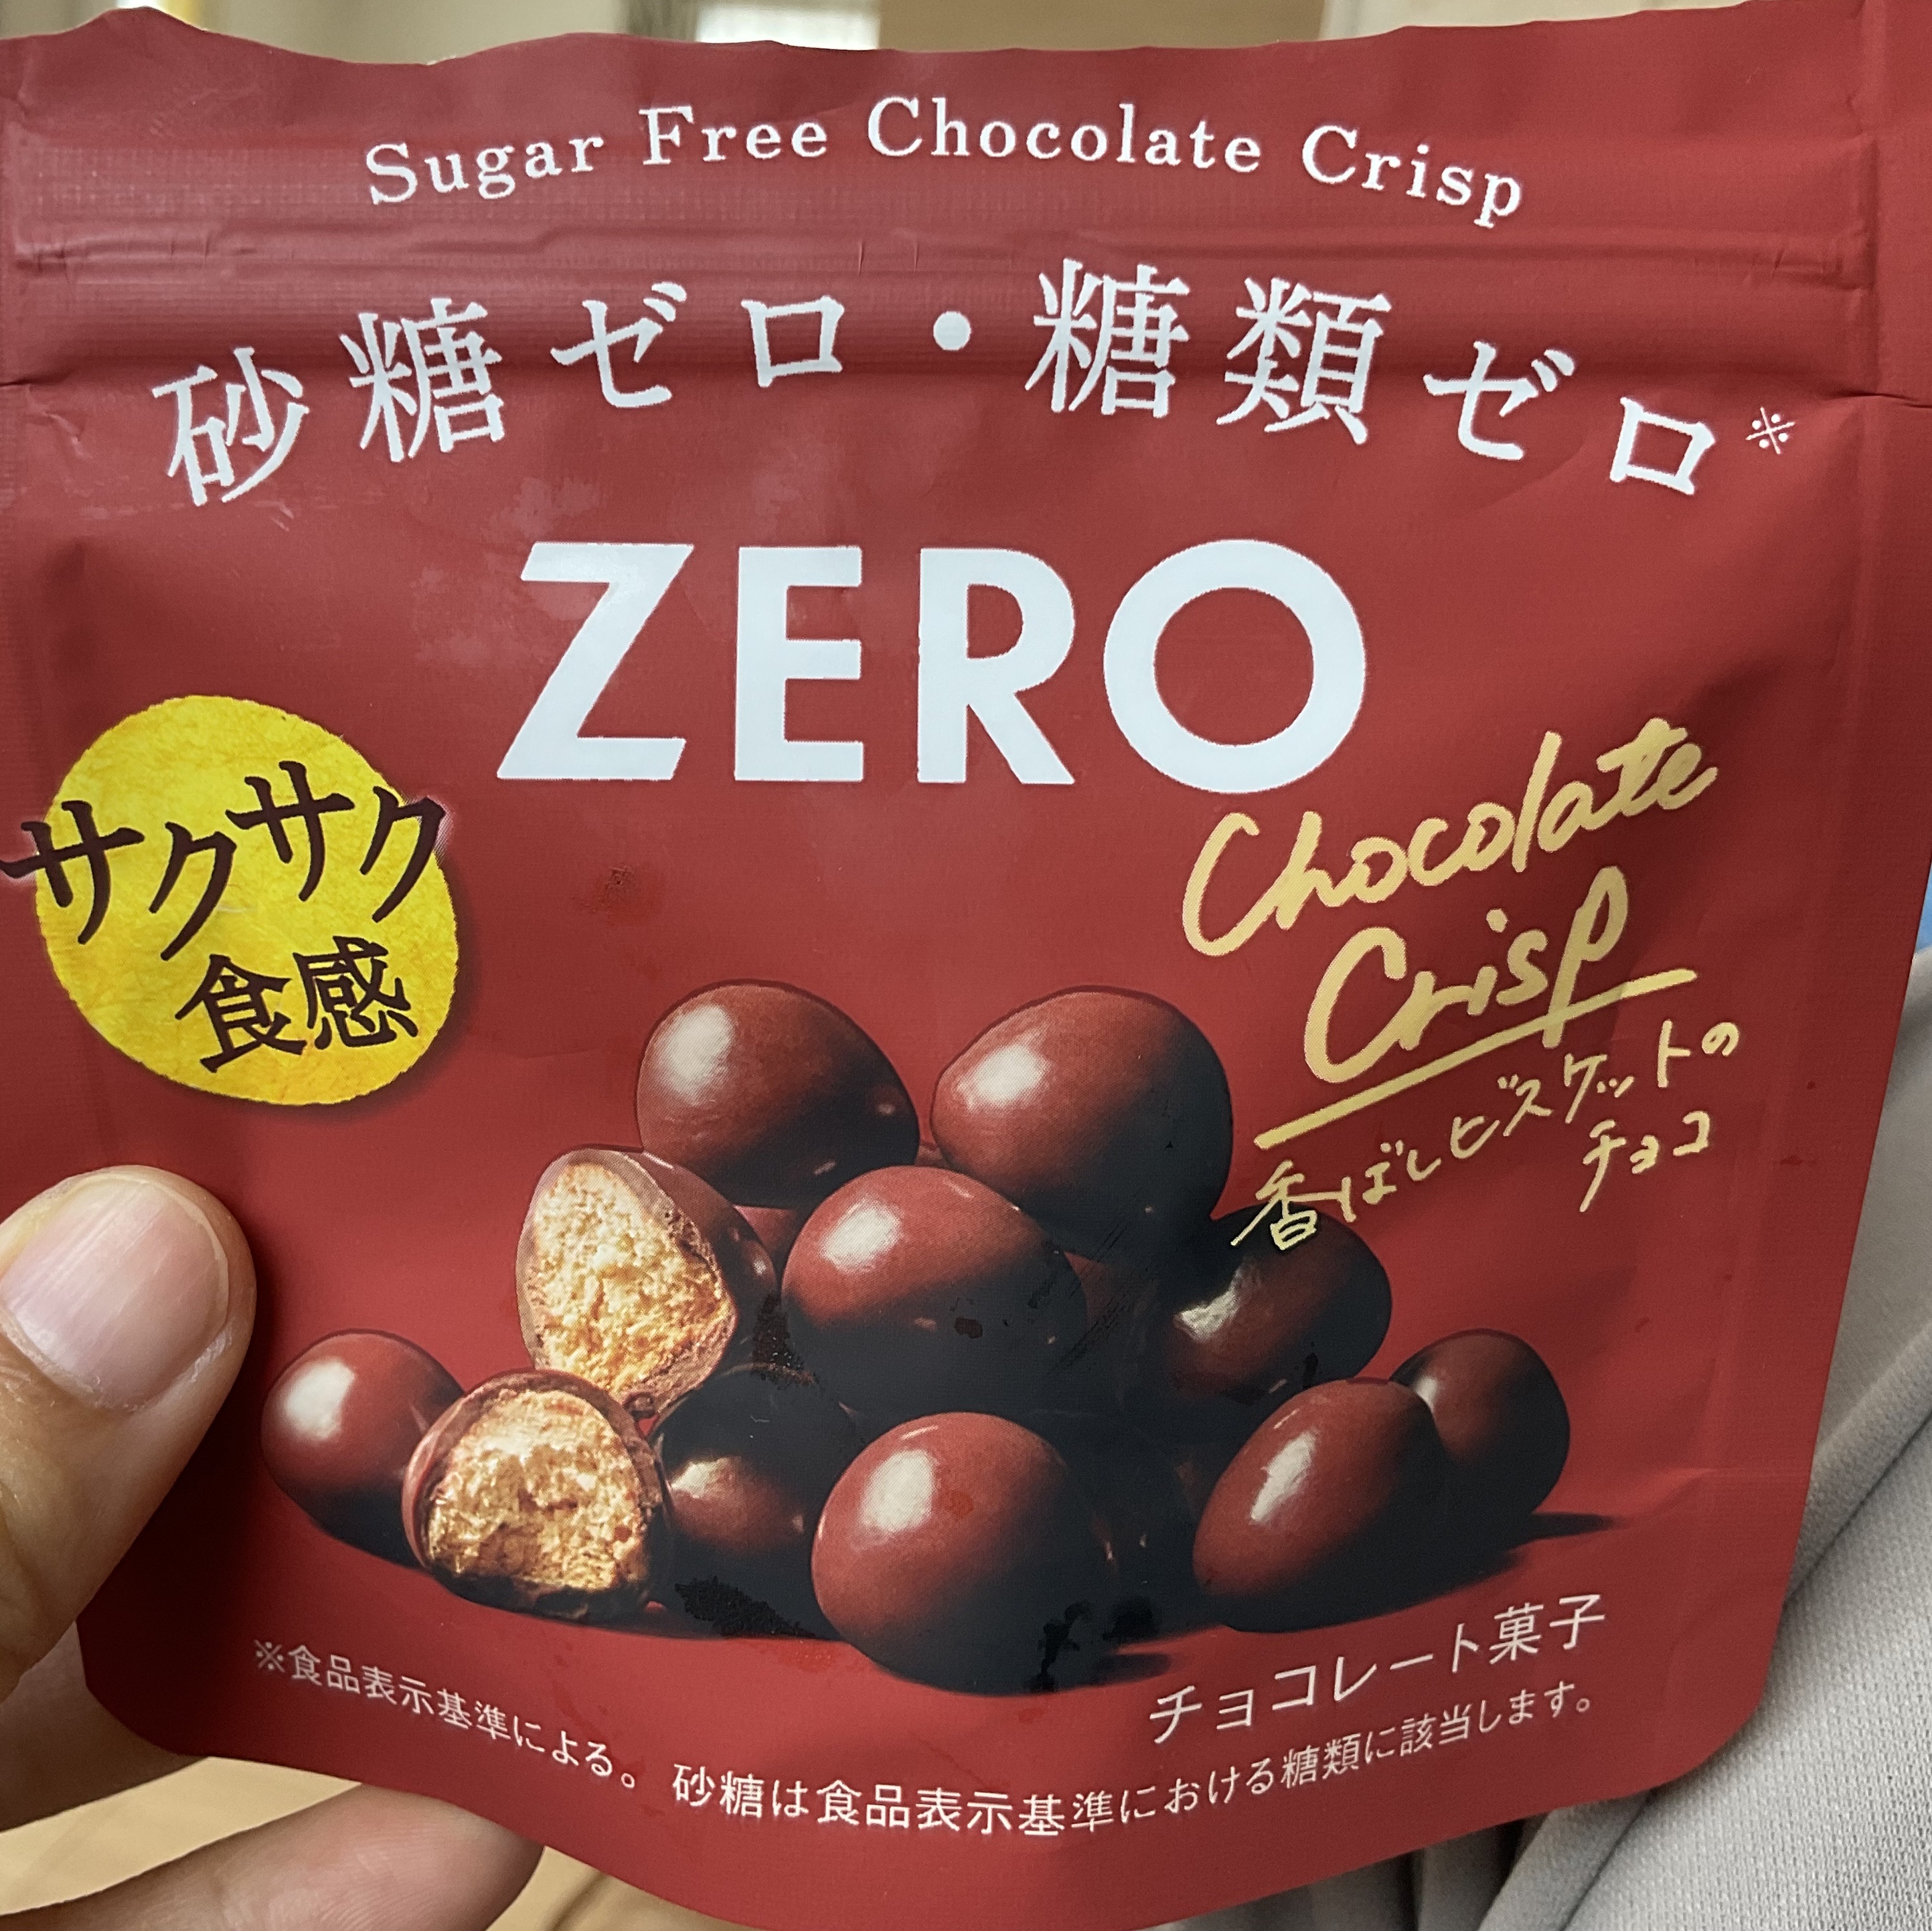 Sugar Free Chocolate Crisp
砂糖ゼロ・糖類ゼロ※
ZERO
Chocolate
Crisp
香ばしビスケットの
チョコ
サクサク
食感
チョコレート菓子
※食品表示基準による。砂糖は食品表示基準における糖類に該当します。